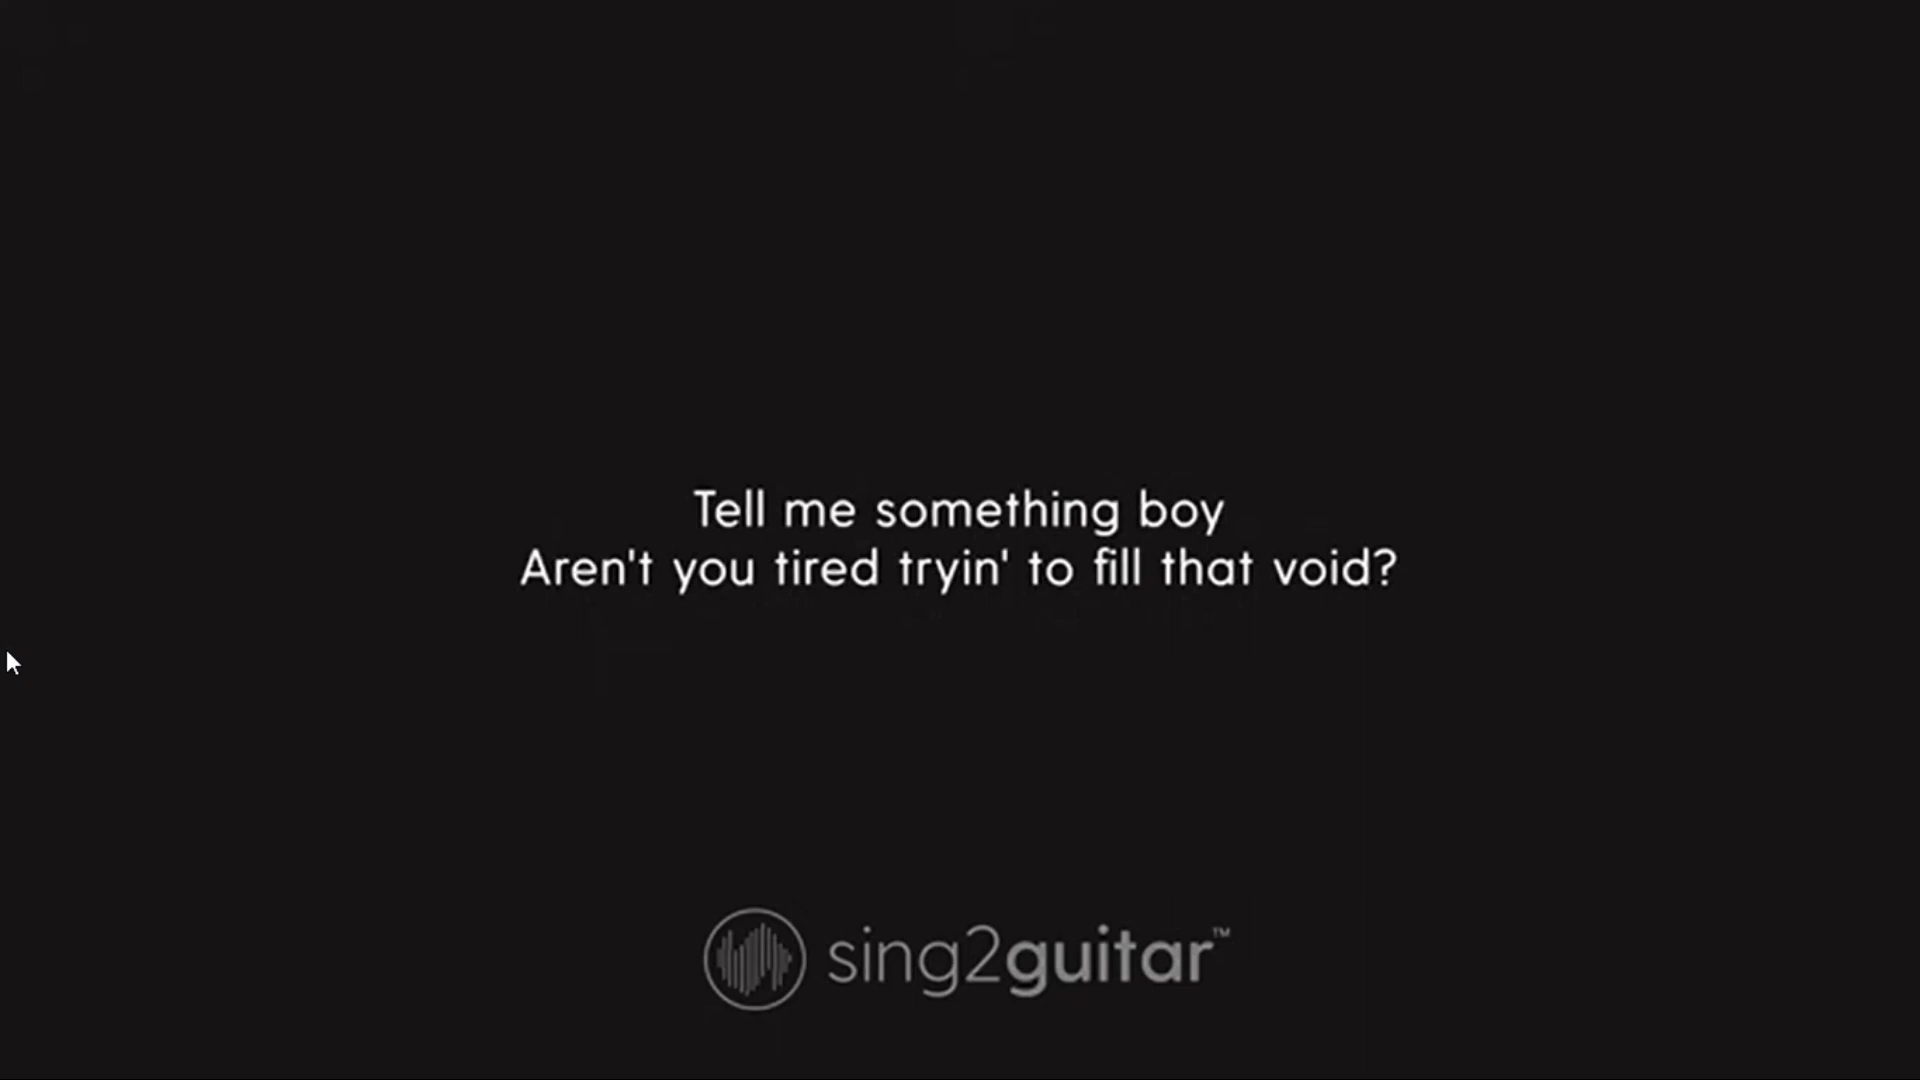 Tell me something boy
Aren't you tired tryin' to fill that void?
sing2guitar™